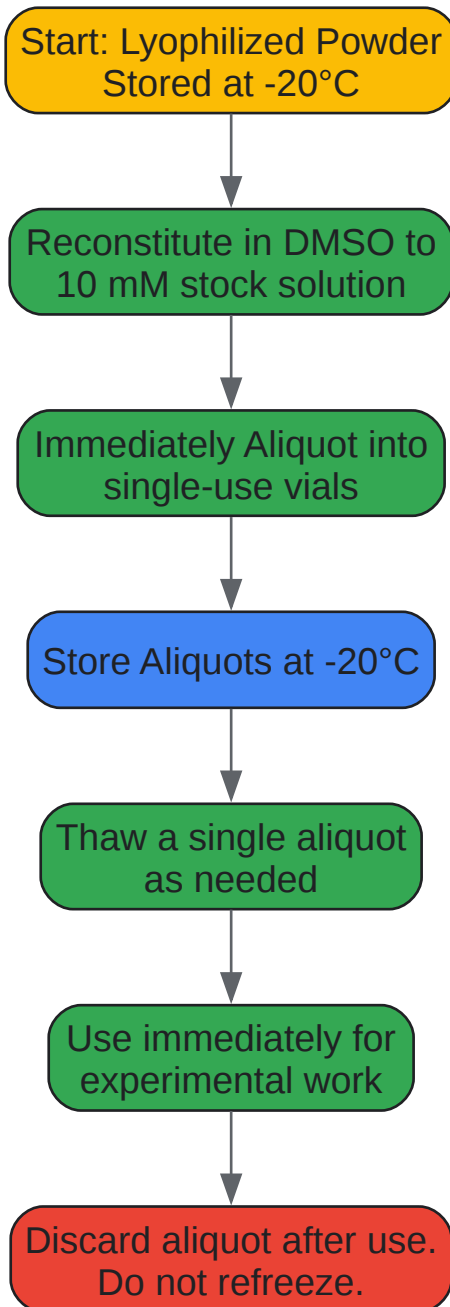 Start: Lyophilized Powder
Stored at -20°C
Reconstitute in DMSO to
10 mM stock solution
Immediately Aliquot into
single-use vials
Store Aliquots at -20°C
Thaw a single aliquot
as needed
Use immediately for
experimental work
Discard aliquot after use.
Do not refreeze.